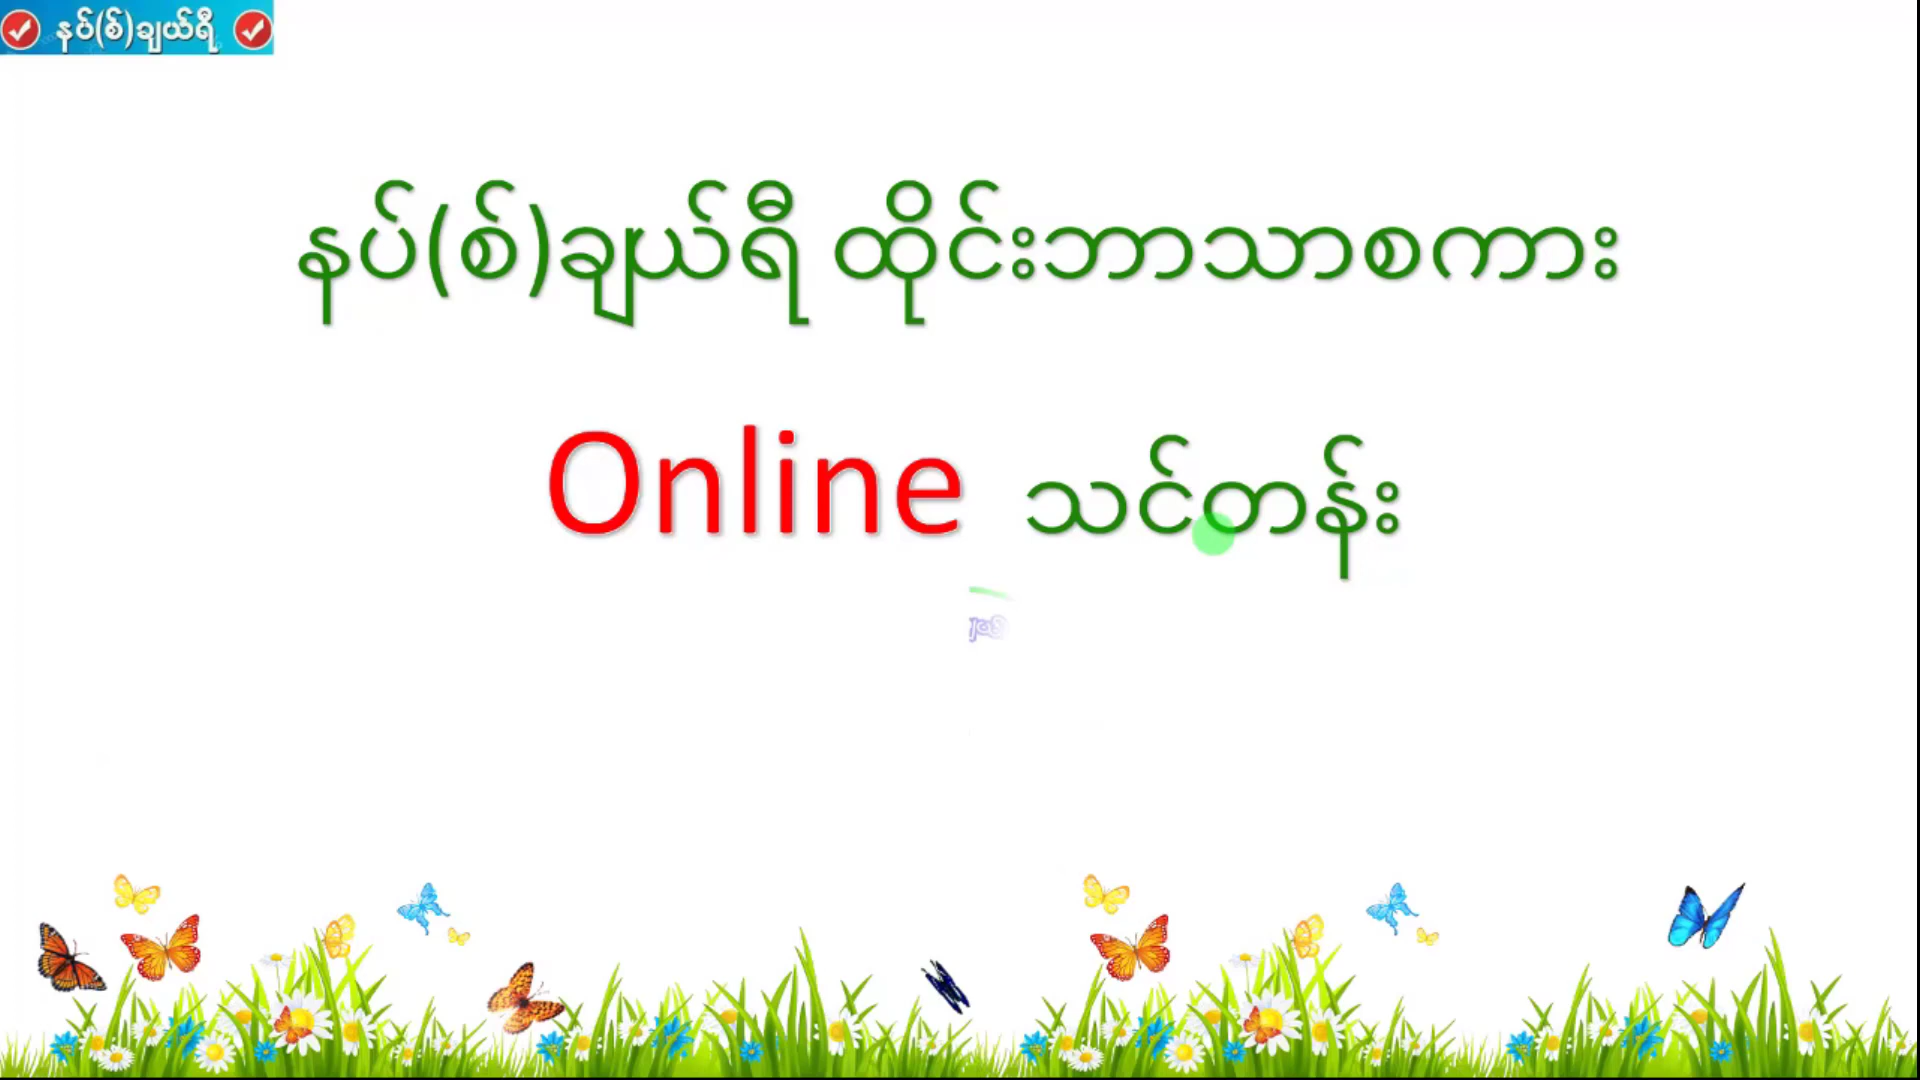 နပ်(စ်)ချယ်ရီ
နပ်(စ်)ချယ်ရီ ထိုင်းဘာသာစကား
Online သင်တန်း